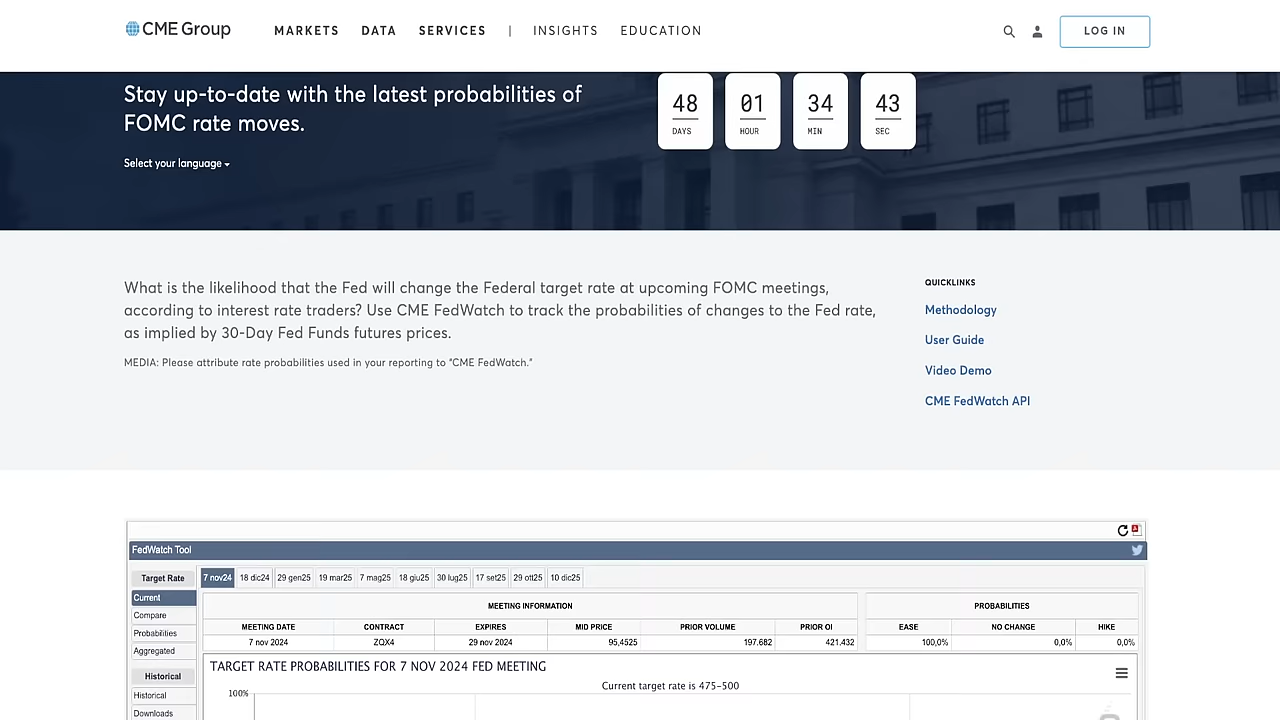 CME Group
MARKETS DATA SERVICES | INSIGHTS EDUCATION
LOG IN
Stay up-to-date with the latest probabilities of
FOMC rate moves.
Select your language
48 01 34 43
DAYS HOUR MIN SEC
What is the likelihood that the Fed will change the Federal target rate at upcoming FOMC meetings,
according to interest rate traders? Use CME FedWatch to track the probabilities of changes to the Fed rate,
as implied by 30-Day Fed Funds futures prices.
MEDIA: Please attribute rate probabilities used in your reporting to "CME FedWatch."
QUICKLINKS
Methodology
User Guide
Video Demo
CME FedWatch API
FedWatch Tool
Target Rate
Current
Compare
Probabilities
Aggregated
Historical
Historical
Downloads
7 nov24 18 dic24 29 gen25 19 mar25 7 mag25 18 giu25 30 lug25 17 set25 29 ott25 10 dic25
MEETING INFORMATION
MEETING DATE CONTRACT EXPIRES MID PRICE PRIOR VOLUME PRIOR OI
7 nov 2024 ZQX4 29 nov 2024 95,4525 197.682 421.432
PROBABILITIES
EASE NO CHANGE HIKE
100,0% 0,0% 0,0%
TARGET RATE PROBABILITIES FOR 7 NOV 2024 FED MEETING
Current target rate is 475-500
100%